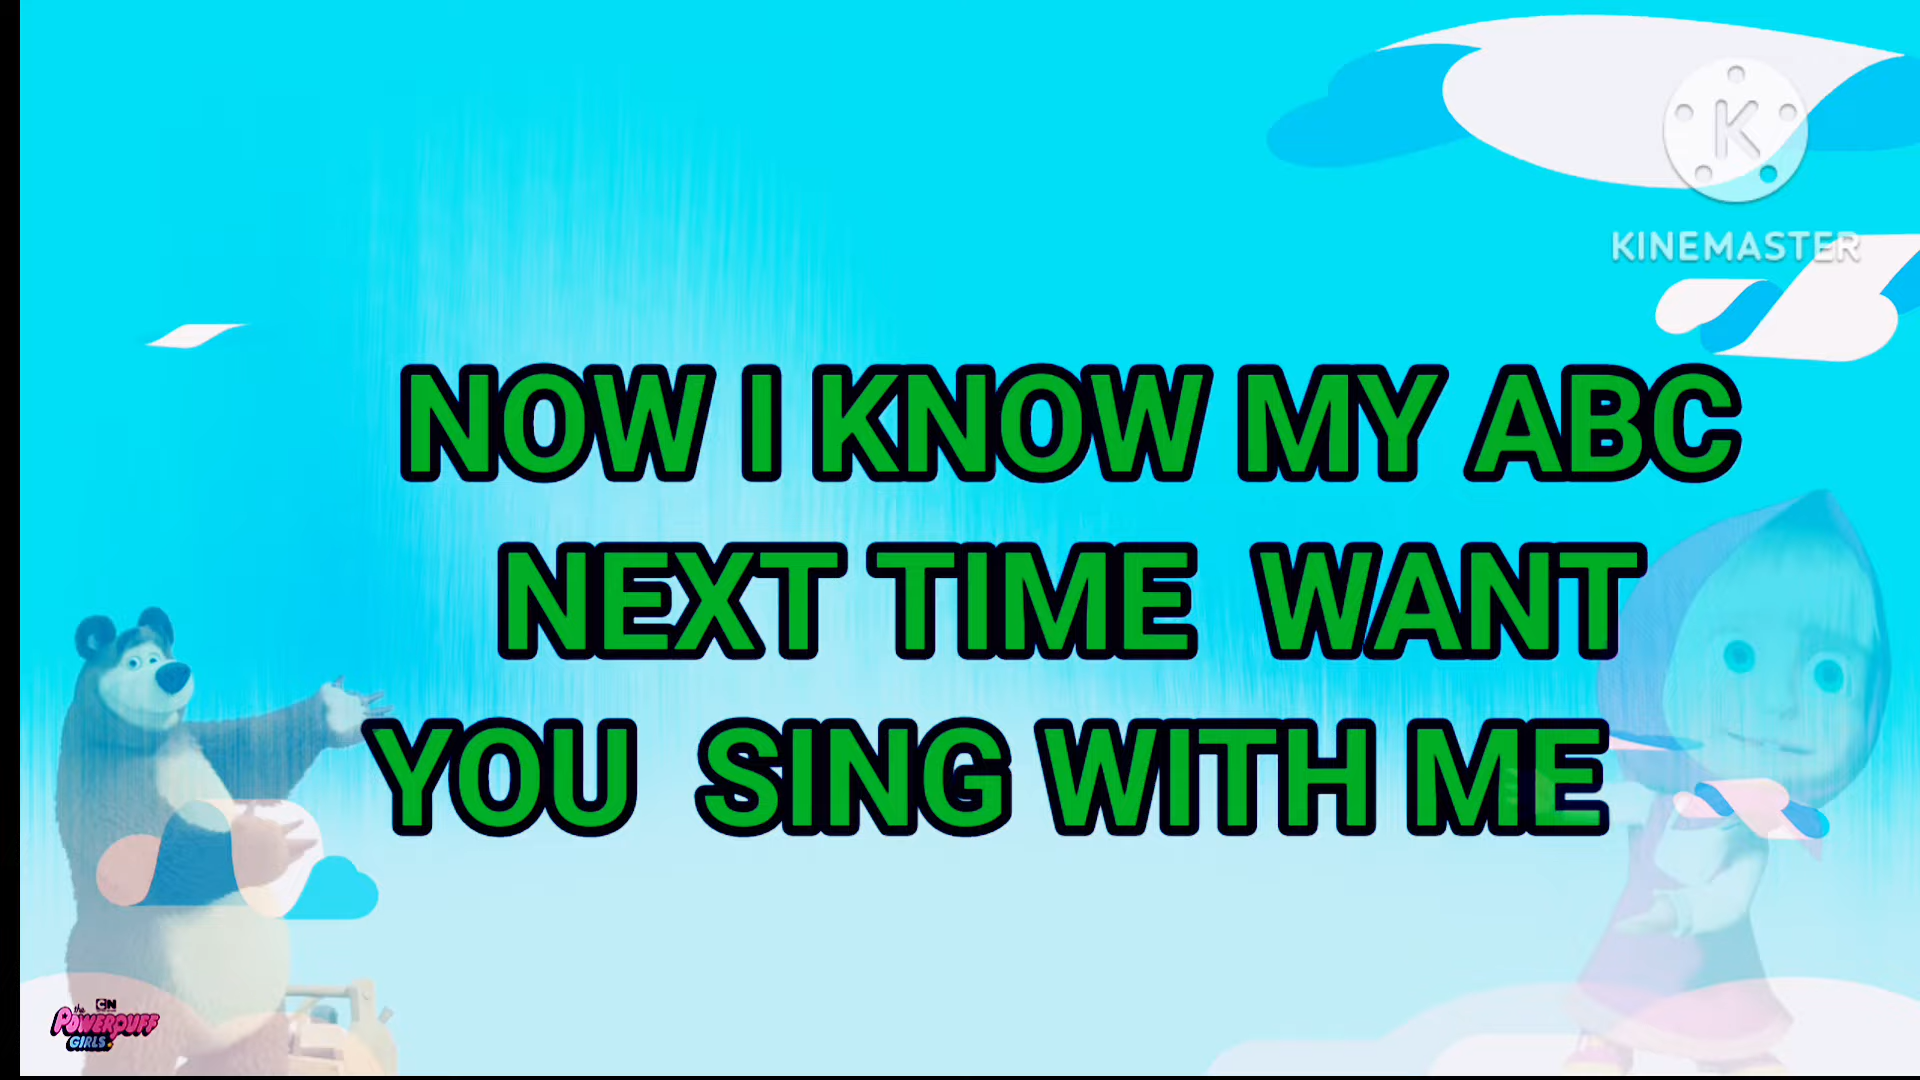 K
KINEMASTER
NOW I KNOW MY ABC
NEXT TIME WANT
YOU SING WITH ME
CN
the
POWERPUFF
GIRLS